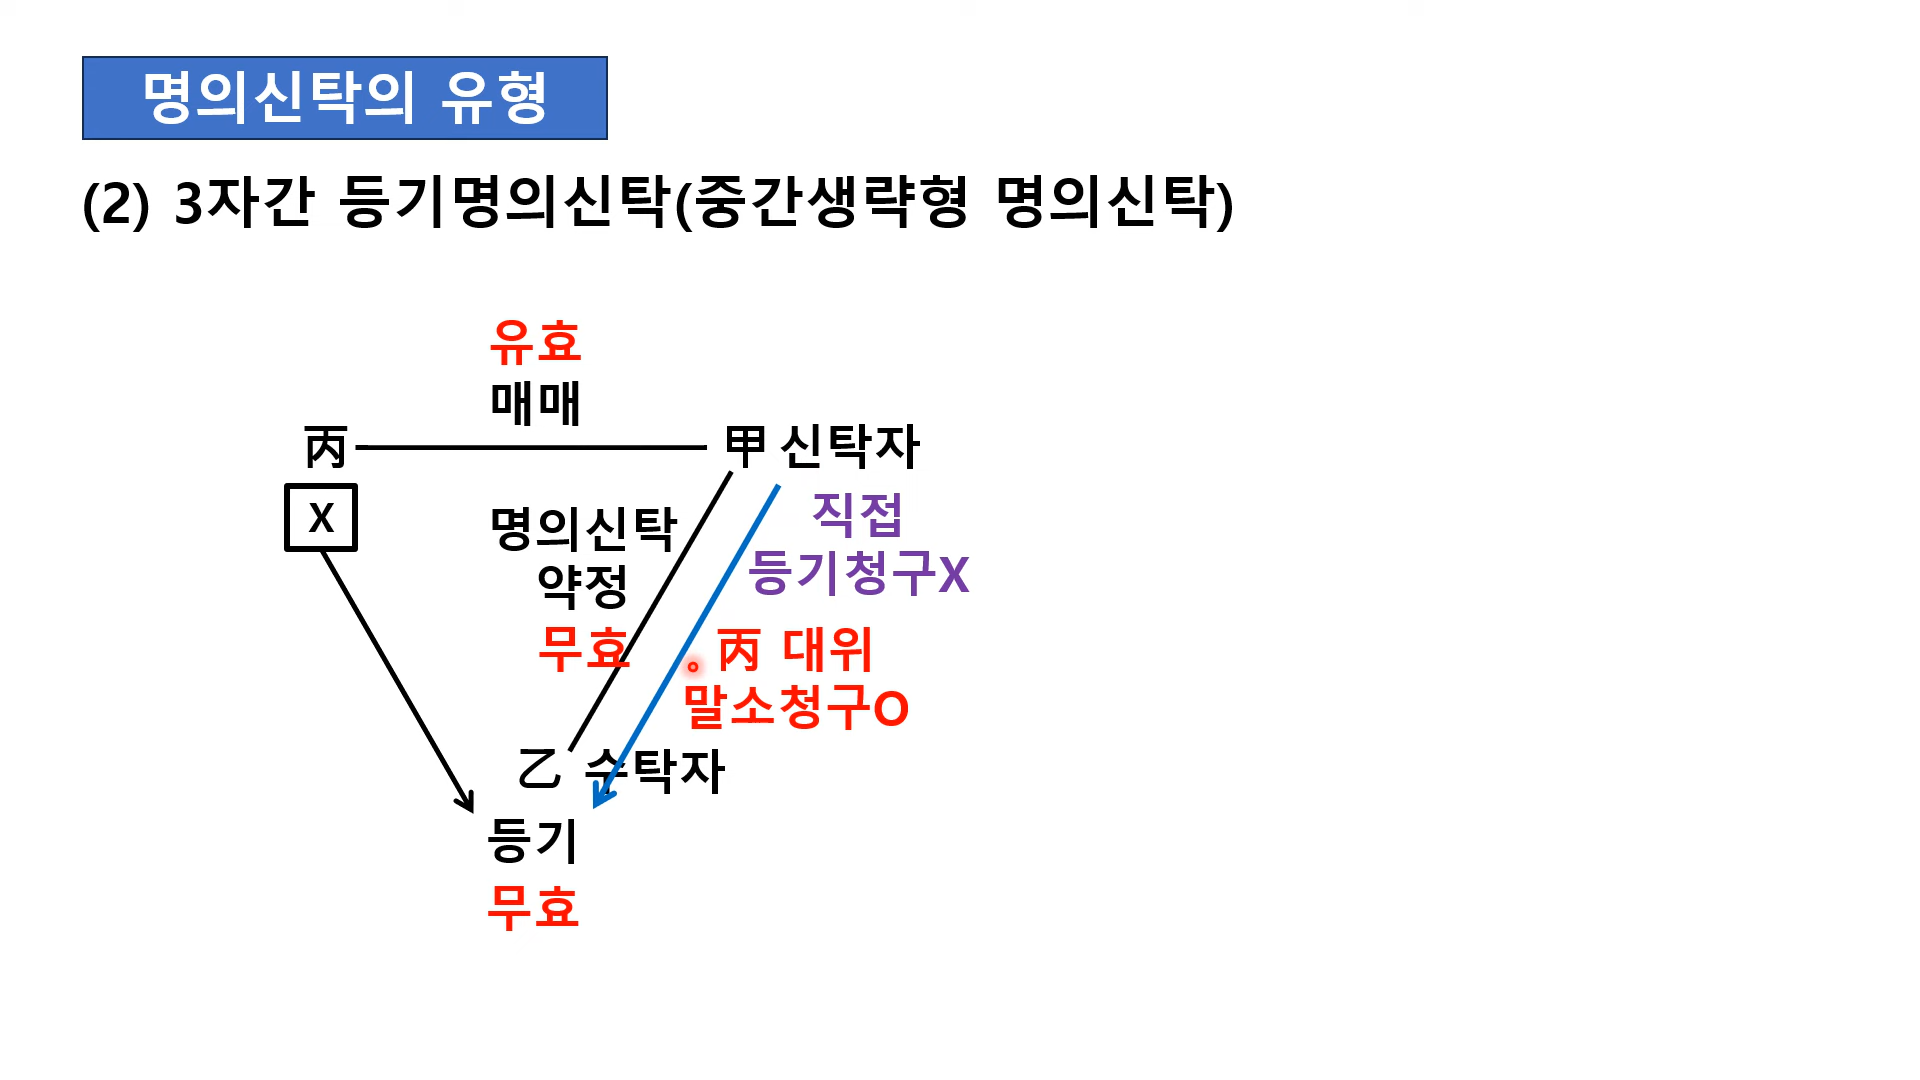 명의신탁의 유형
(2) 3자간 등기명의신탁(중간생략형 명의신탁)
유효
매매
丙
甲 신탁자
X
명의신탁
약정
무효
직접
등기청구X
丙 대위
말소청구O
乙 수탁자
등기
무효